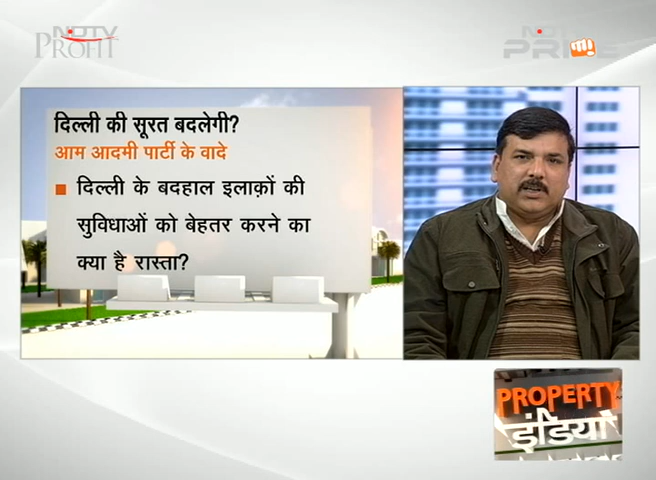 NDTV
PROFIT
NDTV
PRIME
दिल्ली की सूरत बदलेगी?
आम आदमी पार्टी के वादे
दिल्ली के बदहाल इलाक़ों की
सुविधाओं को बेहतर करने का
क्या है रास्ता?
PROPERTY
इंडिया